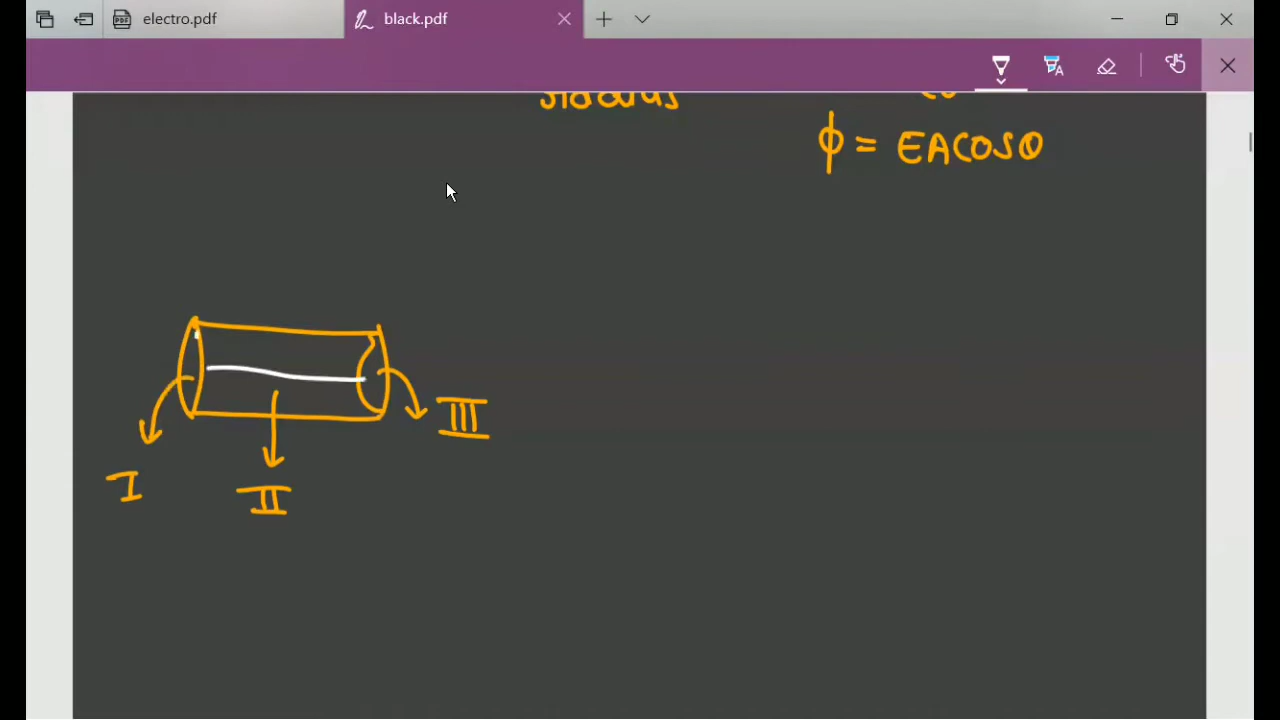 electro.pdf
black.pdf
φ = EACOSθ
III
I
II